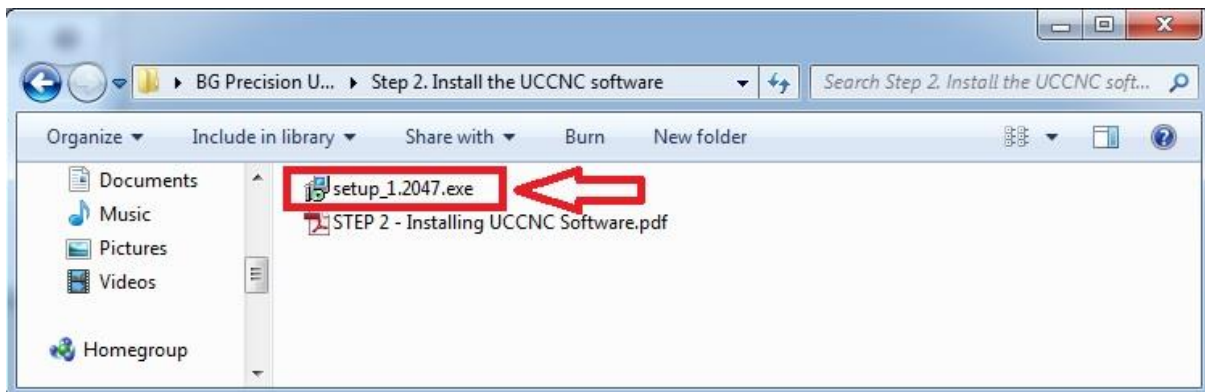 BG Precision U... Step 2. Install the UCCNC software Search Step 2. Install the UCCNC soft...
Organize Include in library Share with Burn New folder
Documents setup_1.2047.exe
Music STEP 2 - Installing UCCNC Software.pdf
Pictures
Videos
Homegroup